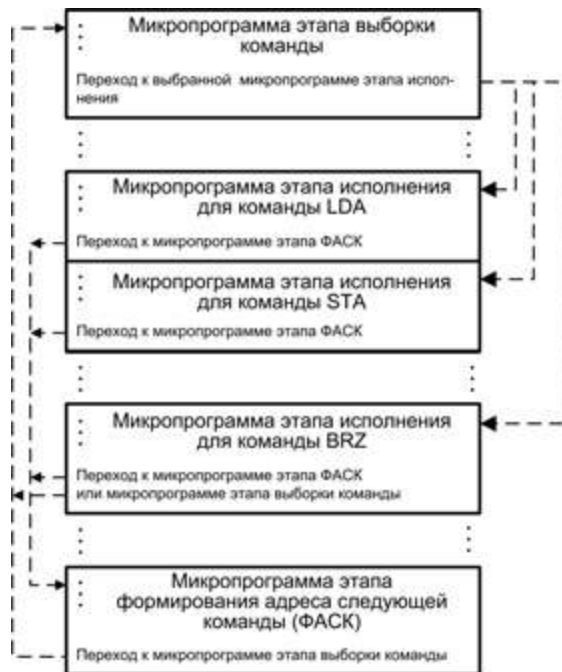 Микропрограмма этапа выборки
команды
Переход к выбранной микропрограмме этапа испол-
нения
Микропрограмма этапа исполнения
для команды LDA
Переход к микропрограмме этапа ФАСК
Микропрограмма этапа исполнения
для команды STA
Переход к микропрограмме этапа ФАСК
Микропрограмма этапа исполнения
для команды BRZ
Переход к микропрограмме этапа ФАСК
или микропрограмме этапа выборки команды
Микропрограмма этапа
формирования адреса следующей
команды (ФАСК)
Переход к микропрограмме этапа выборки команды